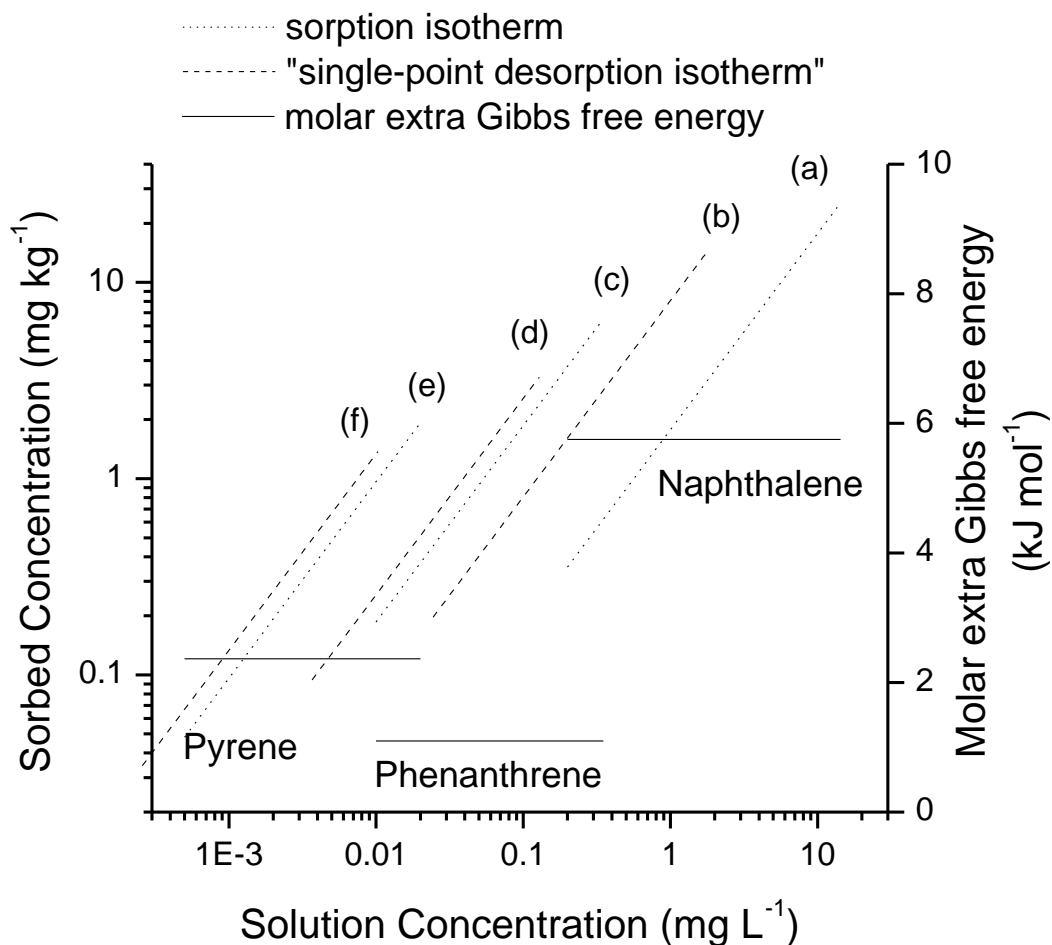 sorption isotherm
"single-point desorption isotherm"
molar extra Gibbs free energy
(a)
(b)
(c)
(d)
(e)
(f)
Naphthalene
Pyrene
Phenanthrene
10
1
0.1
Sorbed Concentration (mg kg⁻¹)
10
8
6
4
2
0
Molar extra Gibbs free energy
(kJ mol⁻¹)
1E-3
0.01
0.1
1
10
Solution Concentration (mg L⁻¹)